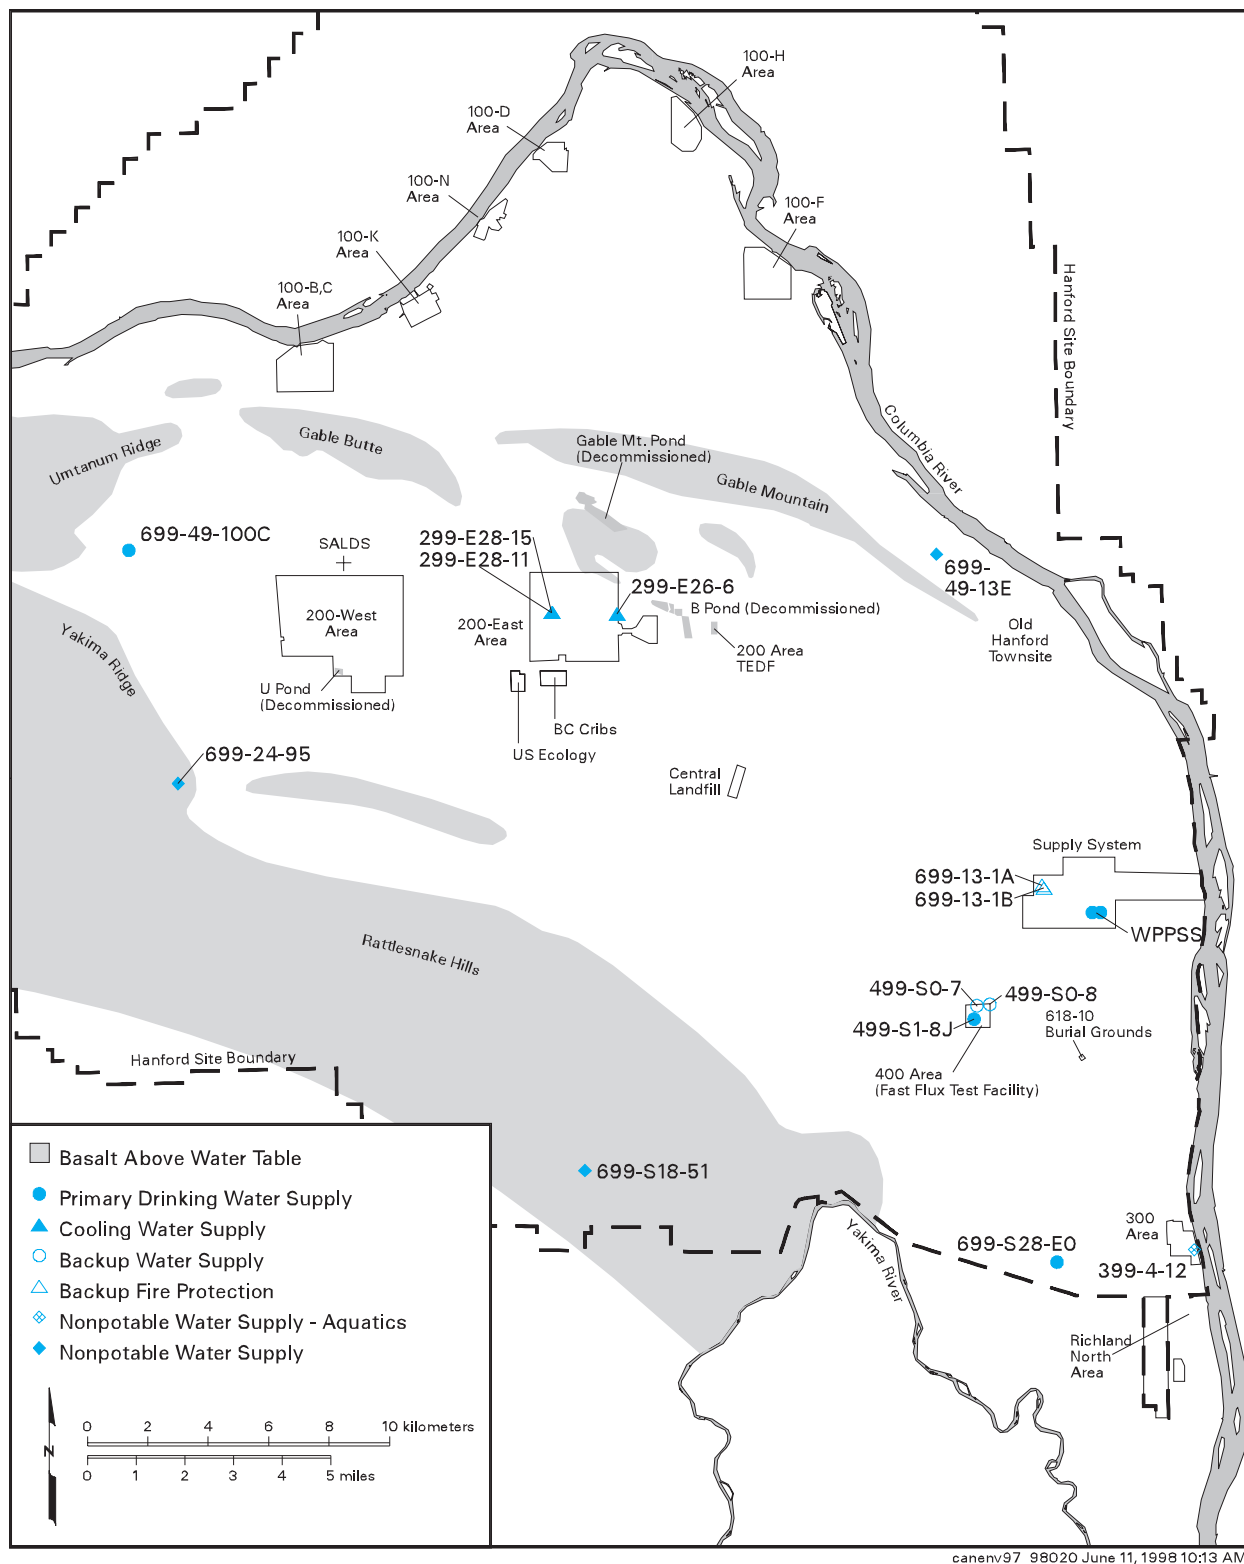 100-H
Area
100-D
Area
100-N
Area
100-F
Area
100-K
Area
100-B,C
Area
Hanford Site Boundary
Columbia River
Umtanum Ridge
Gable Butte
Gable Mt. Pond
(Decommissioned)
Gable Mountain
699-49-100C
SALDS
299-E28-15
299-E28-11
299-E26-6
699-
49-13E
200-West
Area
200-East
Area
B Pond (Decommissioned)
200 Area
TEDF
Old
Hanford
Townsite
Yakima Ridge
U Pond
(Decommissioned)
BC Cribs
US Ecology
699-24-95
Central
Landfill
Supply System
699-13-1A
699-13-1B
WPPSS
Rattlesnake Hills
499-S0-7
499-S0-8
499-S1-8J
618-10
Burial Grounds
400 Area
(Fast Flux Test Facility)
Hanford Site Boundary
699-S18-51
Yakima River
699-S28-E0
300
Area
399-4-12
Richland
North
Area
Basalt Above Water Table
Primary Drinking Water Supply
Cooling Water Supply
Backup Water Supply
Backup Fire Protection
Nonpotable Water Supply - Aquatics
Nonpotable Water Supply
N
0 2 4 6 8 10 kilometers
0 1 2 3 4 5 miles
canenv97_98020 June 11, 1998 10:13 AM